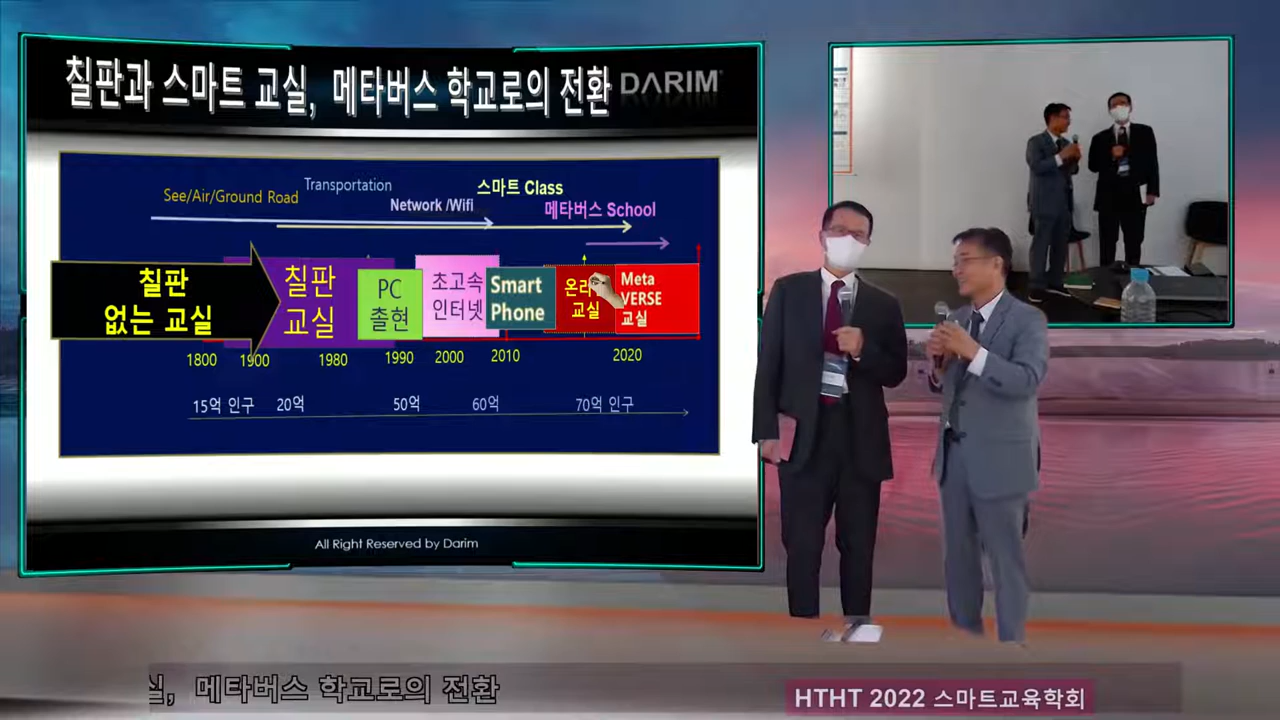 칠판과 스마트 교실, 메타버스 학교로의 전환
DARIM
See/Air/Ground Road
Transportation
Network /Wifi
스마트 Class
메타버스 School
칠판
없는 교실
칠판
교실
PC
출현
초고속
인터넷
Smart
Phone
교실
Meta
VERSE
교실
1800 1900 1980 1990 2000 2010 2020
15억 인구 20억 50억 60억 70억 인구
All Right Reserved by Darim
메타버스 학교로의 전환
HTHT 2022 스마트교육학회